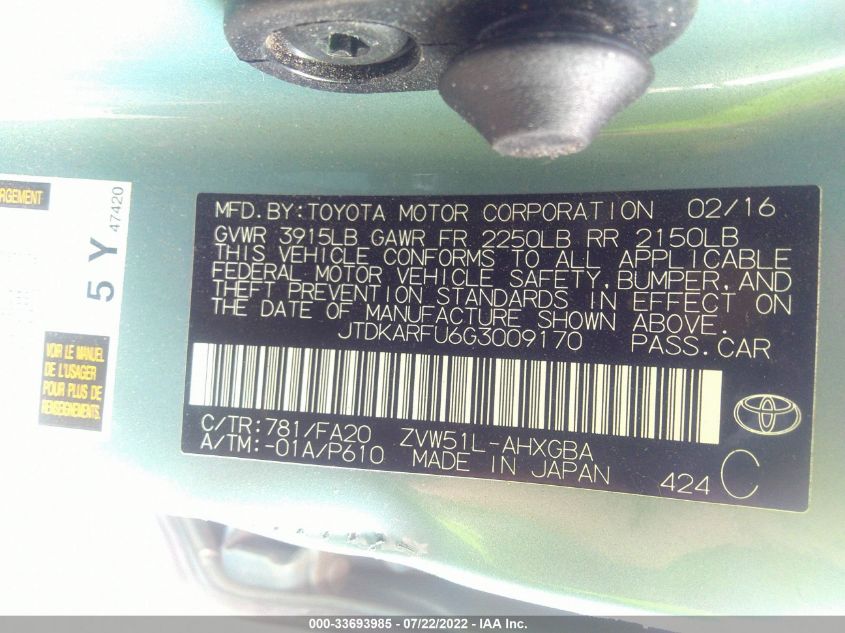 RGEMENT
5 Y 47420
VOIR LE MANUEL
DE L'USAGER
POUR PLUS DE
RENSEIGNEMENTS.
MFD.BY:TOYOTA MOTOR CORPORATION 02/16
GVWR 3915LB GAWR FR 2250LB RR 2150LB
THIS VEHICLE CONFORMS TO ALL APPLICABLE
FEDERAL MOTOR VEHICLE SAFETY,BUMPER,AND
THEFT PREVENTION STANDARDS IN EFFECT ON
THE DATE OF MANUFACTURE SHOWN ABOVE.
JTDKARFU6G3009170 PASS.CAR
C/TR:781/FA20 ZVW51L-AHXGBA
A/TM:-01A/P610 MADE IN JAPAN
424 C
000-33693985 - 07/22/2022 - IAA Inc.